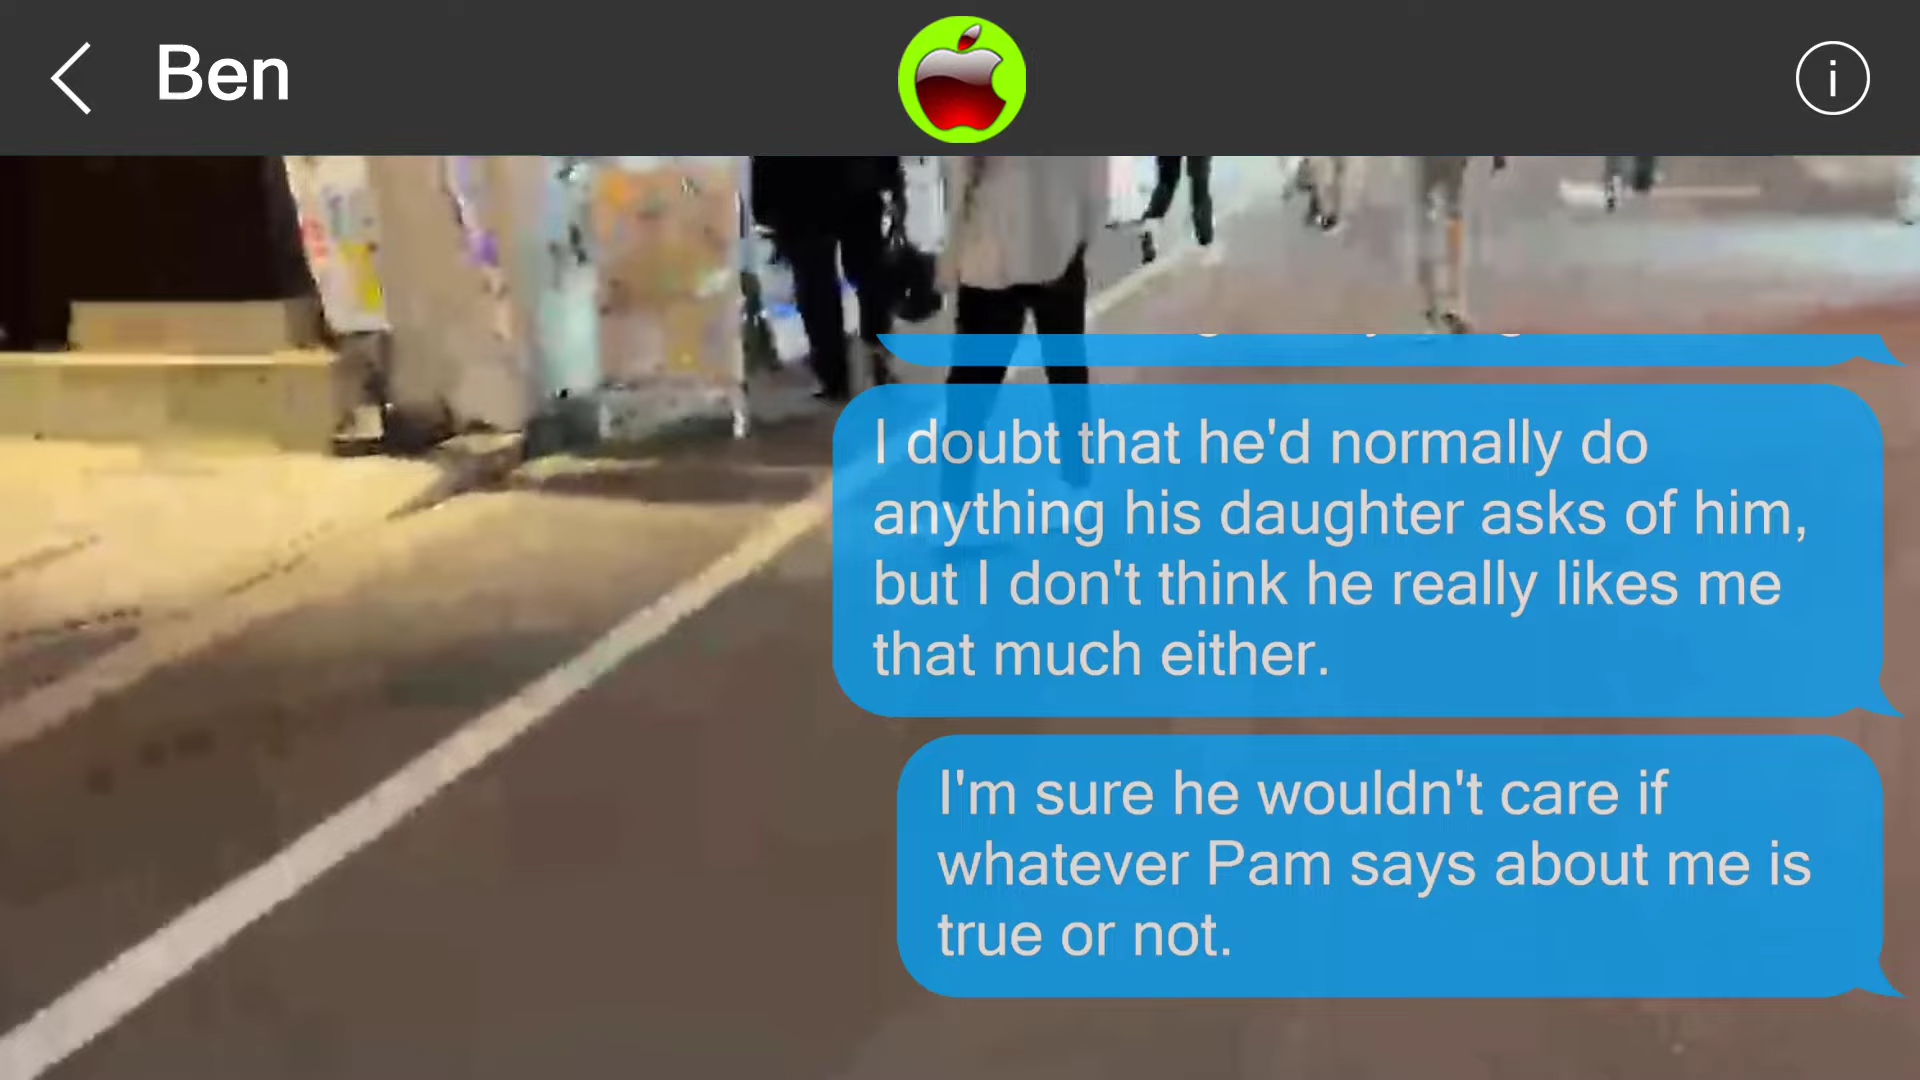 Ben
I doubt that he'd normally do
anything his daughter asks of him,
but I don't think he really likes me
that much either.
I'm sure he wouldn't care if
whatever Pam says about me is
true or not.